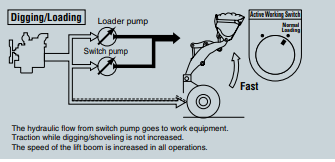 Digging/Loading
Loader pump
Switch pump
Active Working Switch
Normal
Loading
Fast
The hydraulic flow from switch pump goes to work equipment.
Traction while digging/shoveling is not increased.
The speed of the lift boom is increased in all operations.